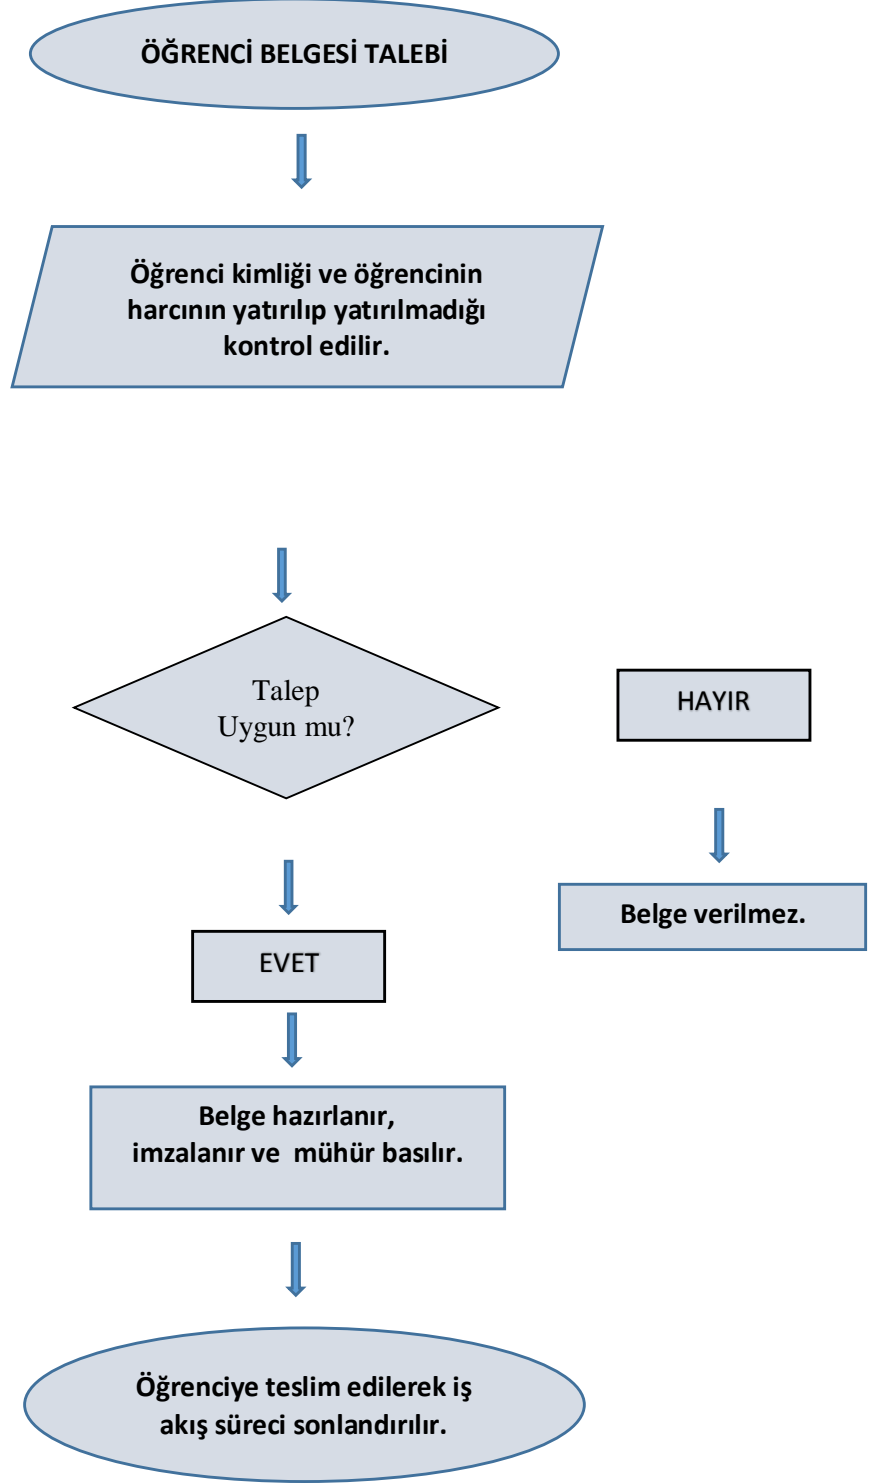 ÖĞRENCİ BELGESİ TALEBİ
Öğrenci kimliği ve öğrencinin
harcının yatırılıp yatırılmadığı
kontrol edilir.
Talep
Uygun mu?
HAYIR
Belge verilmez.
EVET
Belge hazırlanır,
imzalanır ve  mühür basılır.
Öğrenciye teslim edilerek iş
akış süreci sonlandırılır.